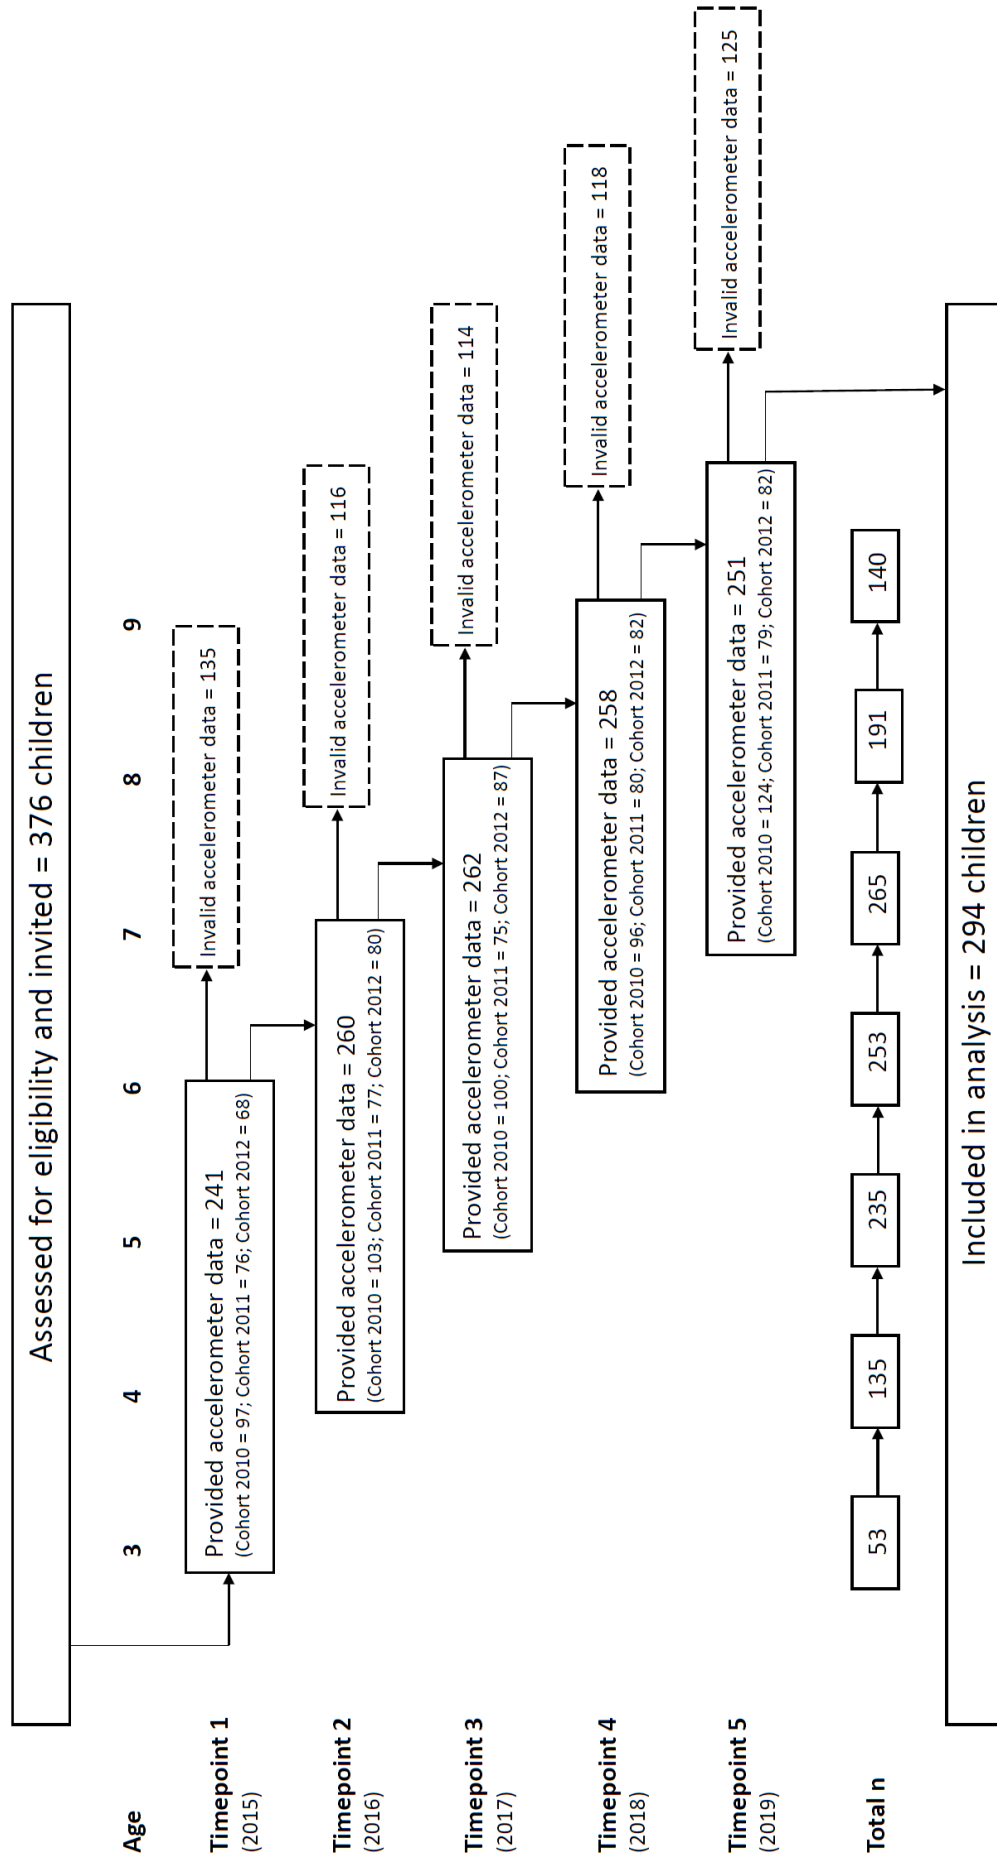 Assessed for eligibility and invited = 376 children
Age
3
4
5
6
7
8
9
Timepoint 1
(2015)
Provided accelerometer data = 241
(Cohort 2010 = 97; Cohort 2011 = 76; Cohort 2012 = 68)
Invalid accelerometer data = 135
Timepoint 2
(2016)
Provided accelerometer data = 260
(Cohort 2010 = 103; Cohort 2011 = 77; Cohort 2012 = 80)
Invalid accelerometer data = 116
Timepoint 3
(2017)
Provided accelerometer data = 262
(Cohort 2010 = 100; Cohort 2011 = 75; Cohort 2012 = 87)
Invalid accelerometer data = 114
Timepoint 4
(2018)
Provided accelerometer data = 258
(Cohort 2010 = 96; Cohort 2011 = 80; Cohort 2012 = 82)
Invalid accelerometer data = 118
Timepoint 5
(2019)
Provided accelerometer data = 251
(Cohort 2010 = 124; Cohort 2011 = 79; Cohort 2012 = 82)
Invalid accelerometer data = 125
Total n
53
135
235
253
265
191
140
Included in analysis = 294 children